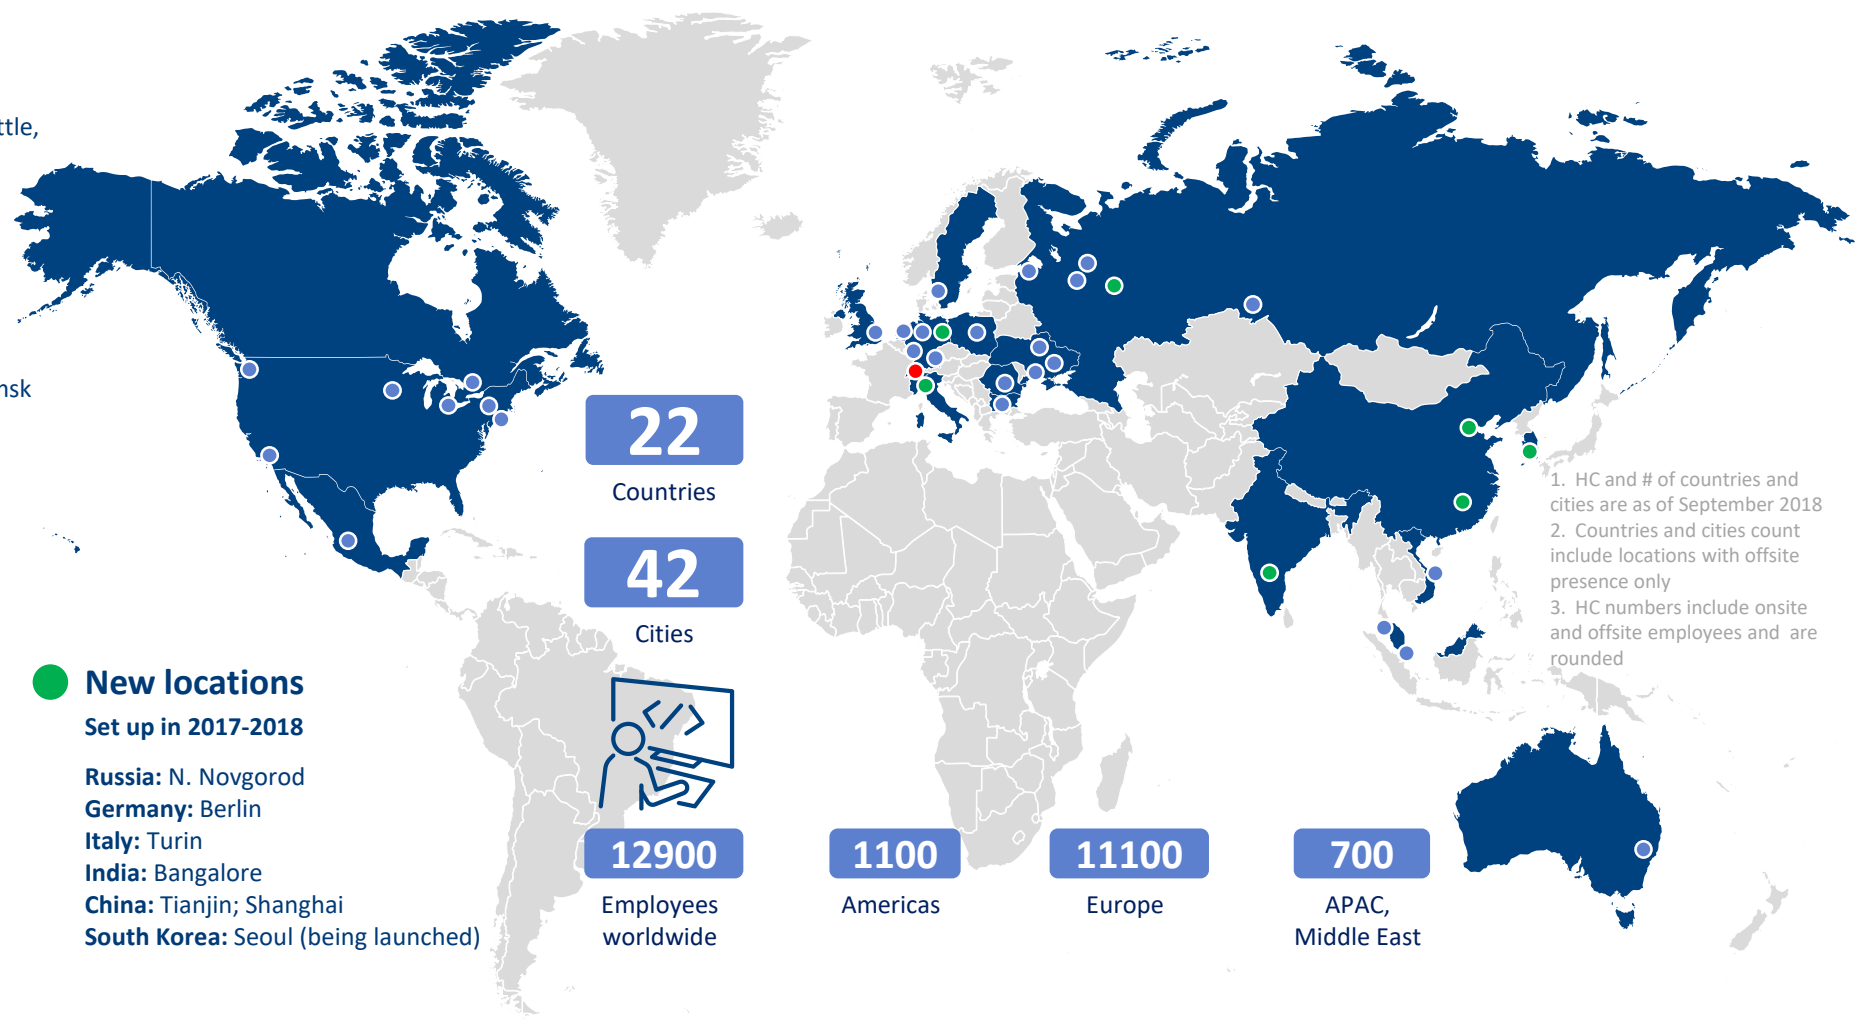 22
Countries
42
Cities
New locations
Set up in 2017-2018
Russia: N. Novgorod
Germany: Berlin
Italy: Turin
India: Bangalore
China: Tianjin; Shanghai
South Korea: Seoul (being launched)
12900
Employees
worldwide
1100
Americas
11100
Europe
700
APAC,
Middle East
1. HC and # of countries and
cities are as of September 2018
2. Countries and cities count
include locations with offsite
presence only
3. HC numbers include onsite
and offsite employees and are
rounded